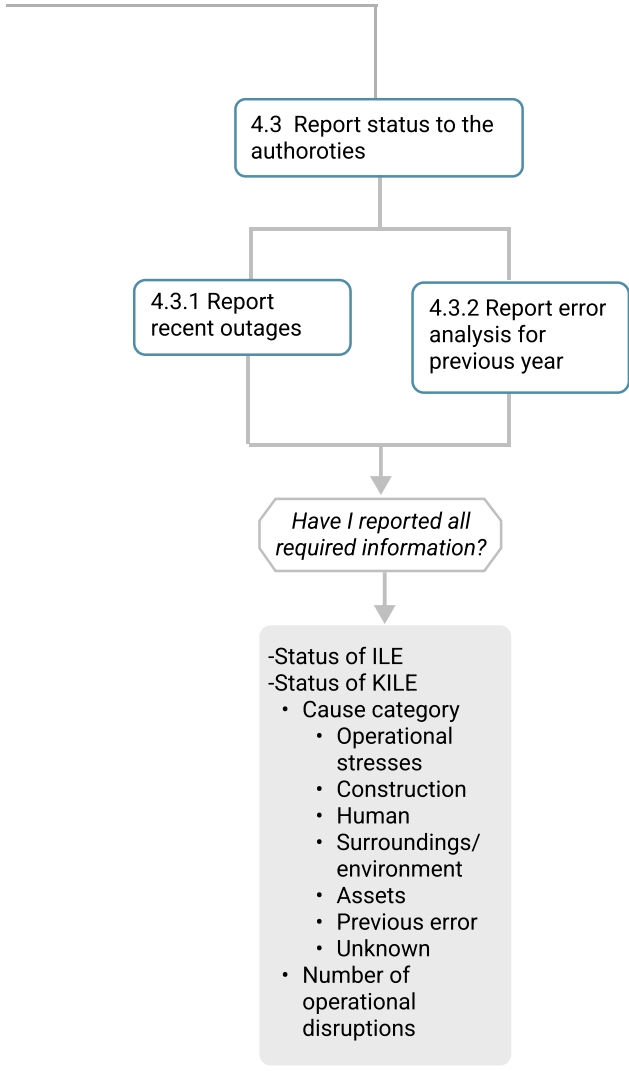 4.3  Report status to the
authoroties
4.3.1 Report
recent outages
4.3.2 Report error
analysis for
previous year
Have I reported all
required information?
-Status of ILE
-Status of KILE
• Cause category
• Operational
stresses
• Construction
• Human
• Surroundings/
environment
• Assets
• Previous error
• Unknown
• Number of
operational
disruptions